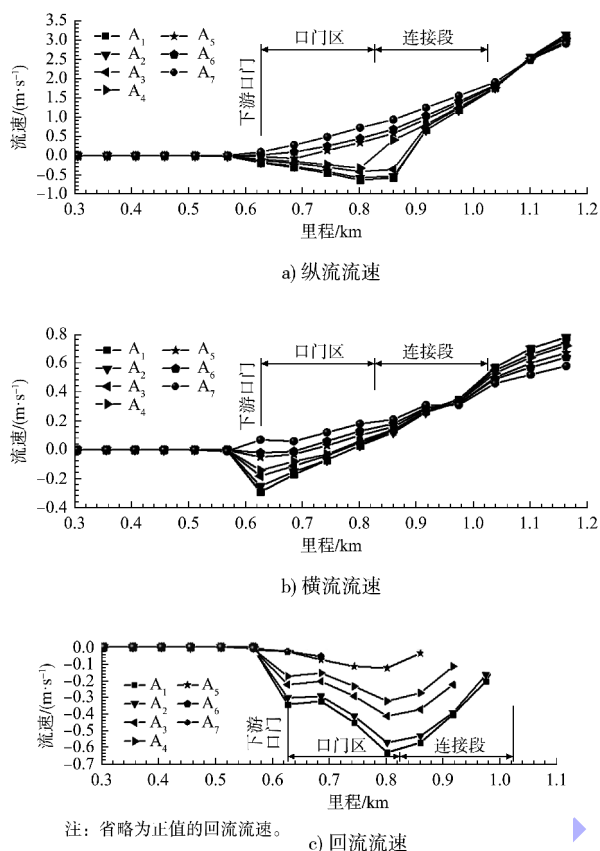 3.5
3.0
2.5
2.0
1.5
1.0
0.5
0.0
−0.5
−1.0
流速/(m·s⁻¹)
A₁
A₂
A₃
A₄
A₅
A₆
A₇
下游口门
口门区
连接段
0.3 0.4 0.5 0.6 0.7 0.8 0.9 1.0 1.1 1.2
里程/km
a) 纵流流速
0.8
0.6
0.4
0.2
0.0
−0.2
−0.4
流速/(m·s⁻¹)
A₁
A₂
A₃
A₄
A₅
A₆
A₇
下游口门
口门区
连接段
0.3 0.4 0.5 0.6 0.7 0.8 0.9 1.0 1.1 1.2
里程/km
b) 横流流速
0.0
−0.1
−0.2
−0.3
−0.4
−0.5
−0.6
−0.7
流速/(m·s⁻¹)
A₁
A₂
A₃
A₄
A₅
A₆
A₇
下游
口门
口门区
连接段
0.3 0.4 0.5 0.6 0.7 0.8 0.9 1.0 1.1
里程/km
注：省略为正值的回流流速。
c) 回流流速